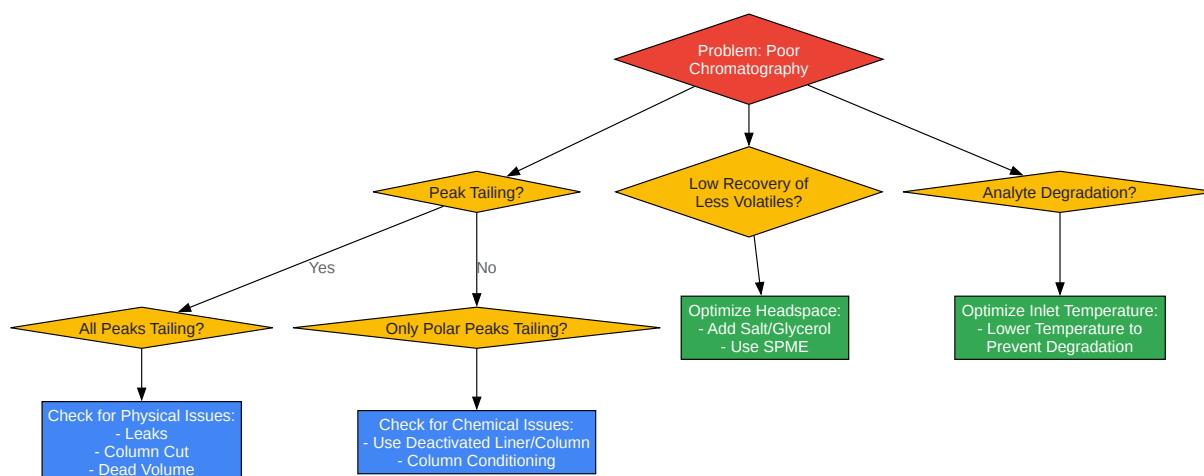 Problem: Poor
Chromatography
Peak Tailing?
Low Recovery of
Less Volatiles?
Analyte Degradation?
Yes
No
All Peaks Tailing?
Only Polar Peaks Tailing?
Optimize Headspace:
- Add Salt/Glycerol
- Use SPME
Optimize Inlet Temperature:
- Lower Temperature to
Prevent Degradation
Check for Physical Issues:
- Leaks
- Column Cut
- Dead Volume
Check for Chemical Issues:
- Use Deactivated Liner/Column
- Column Conditioning